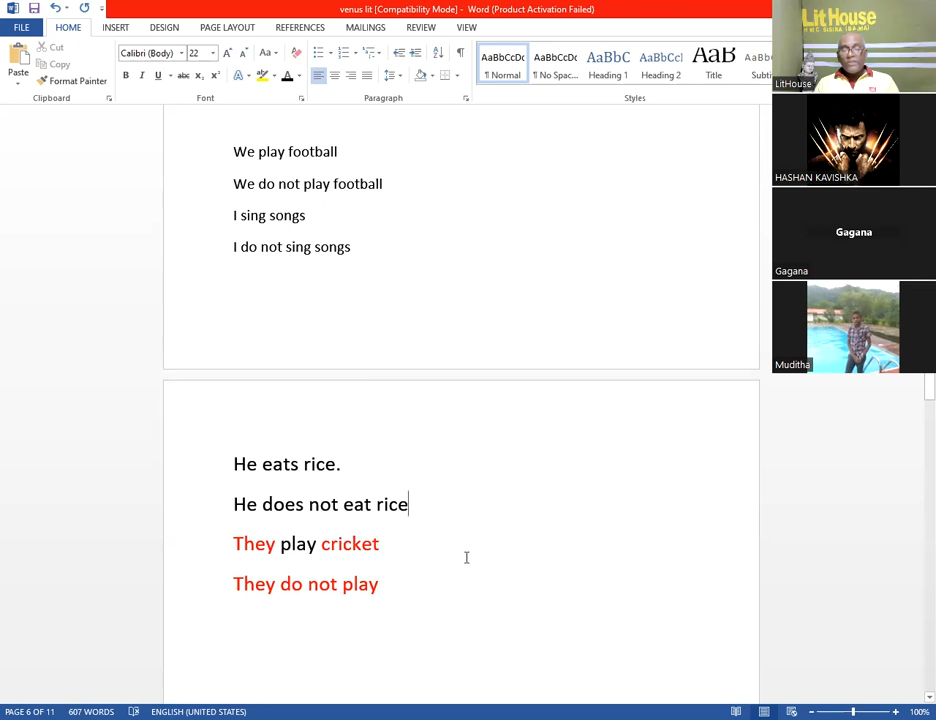 venus lit [Compatibility Mode] - Word (Product Activation Failed)
FILE HOME INSERT DESIGN PAGE LAYOUT REFERENCES MAILINGS REVIEW VIEW
Paste
Cut
Copy
Format Painter
Clipboard
Calibri (Body) 22
Font
Paragraph
AaBbCcDc AaBbCcDc AaBbC AaBbCcl AaB
¶ Normal ¶ No Spac... Heading 1 Heading 2 Title Subti
Styles
LitHouse
LitHouse
HASHAN KAVISHKA
Gagana
Gagana
Muditha
We play football
We do not play football
I sing songs
I do not sing songs
He eats rice.
He does not eat rice
They play cricket
They do not play
PAGE 6 OF 11 607 WORDS ENGLISH (UNITED STATES) 100%